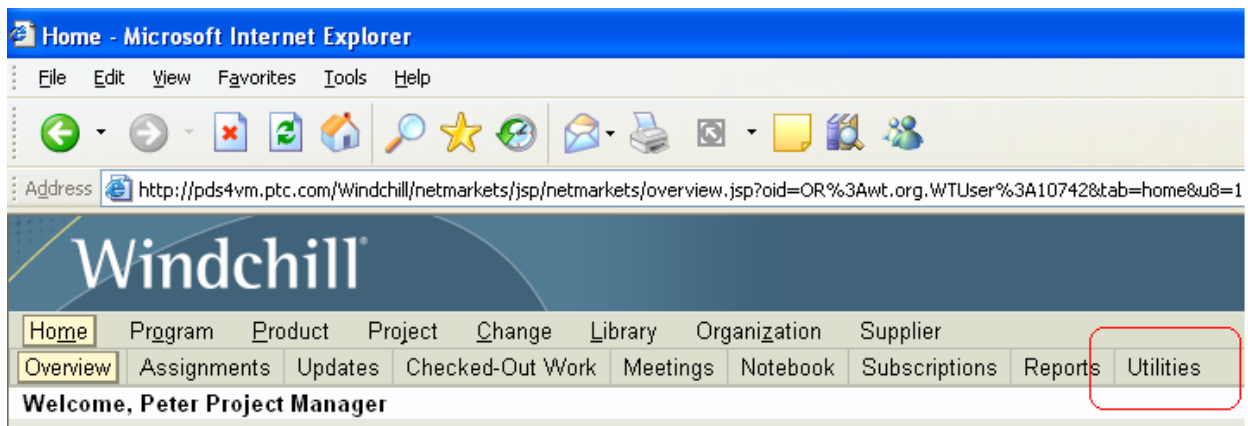 Home - Microsoft Internet Explorer
File Edit View Favorites Tools Help
Address http://pds4vm.ptc.com/Windchill/netmarkets/jsp/netmarkets/overview.jsp?oid=OR%3Awt.org.WTUser%3A10742&tab=home&u8=1
Windchill
Home Program Product Project Change Library Organization Supplier
Overview Assignments Updates Checked-Out Work Meetings Notebook Subscriptions Reports Utilities
Welcome, Peter Project Manager